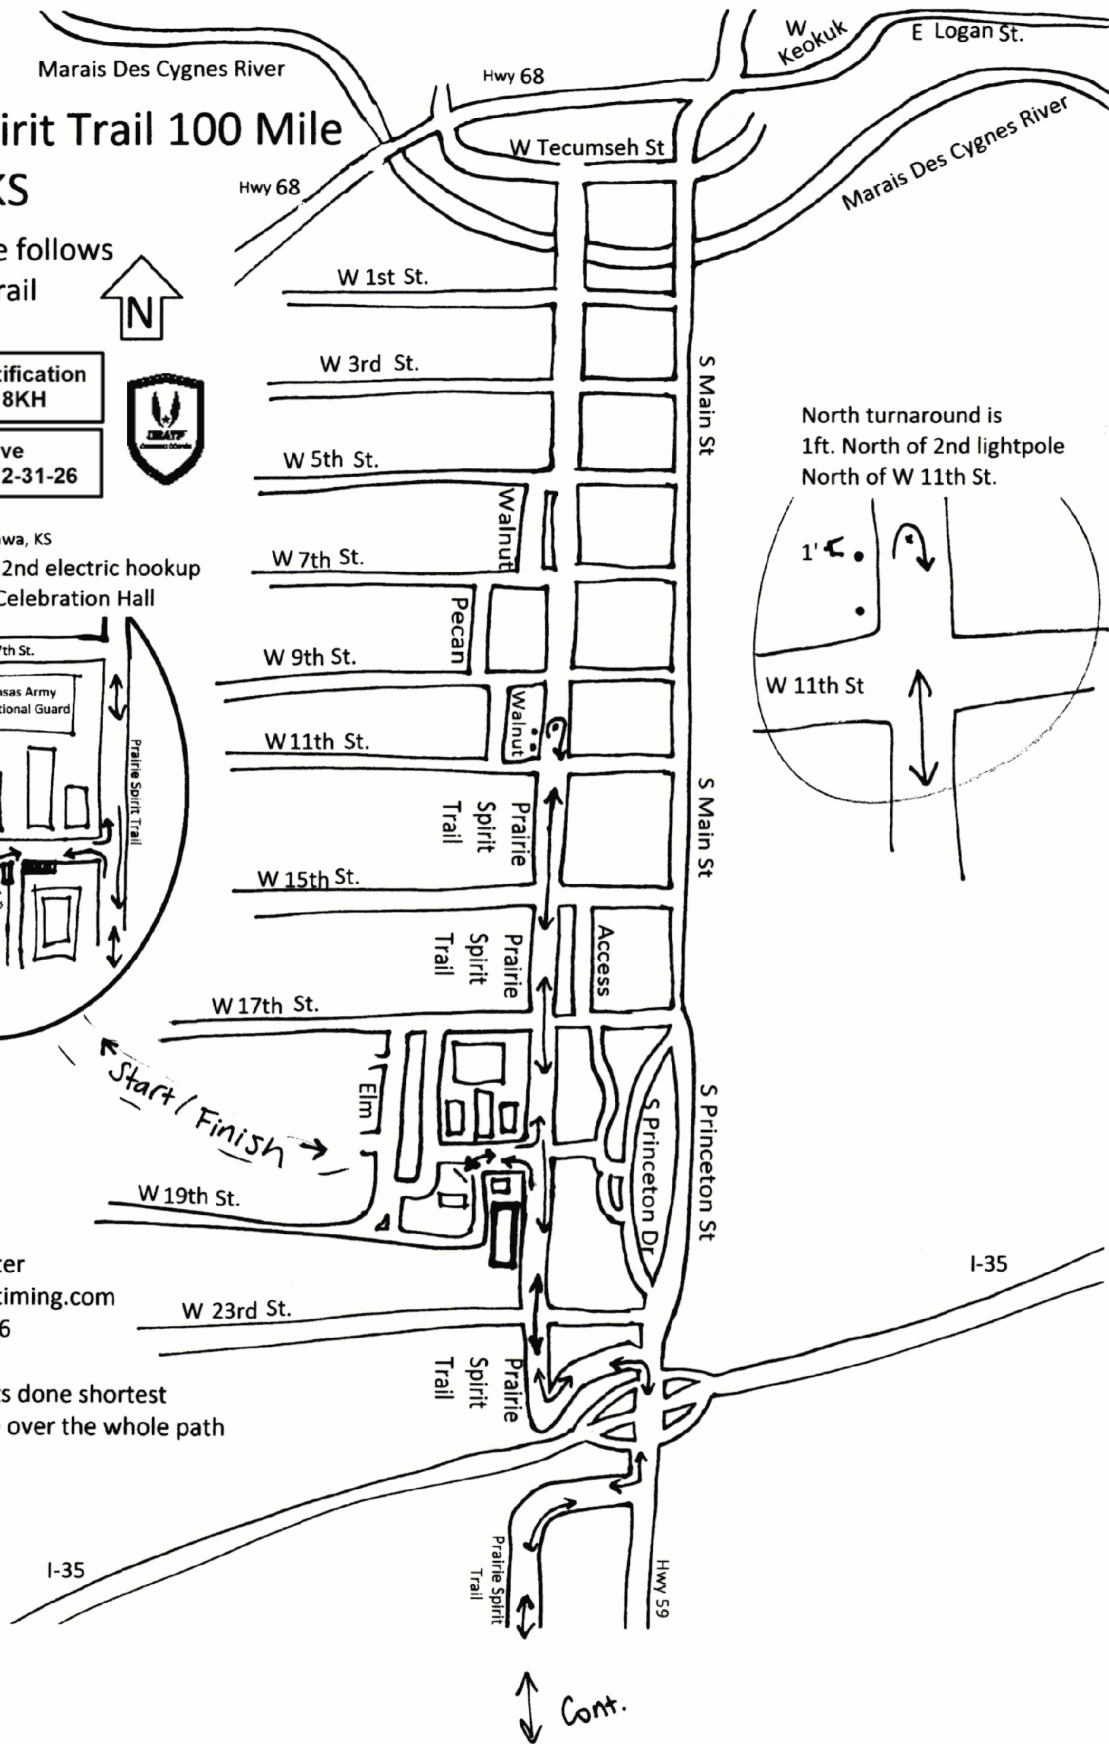 Marais Des Cygnes River
Hwy 68
W
Keokuk
E Logan St.
irit Trail 100 Mile
KS
W Tecumseh St
Marais Des Cygnes River
Hwy 68
e follows
rail
N
W 1st St.
W 3rd St.
S Main St
tification
8KH
USATF
ve
2-31-26
W 5th St.
Walnut
North turnaround is
1ft. North of 2nd lightpole
North of W 11th St.
1'
W 11th St
wa, KS
2nd electric hookup
Celebration Hall
W 7th St.
Pecan
7th St.
W 9th St.
nsas Army
tional Guard
Prairie Spirit Trail
Walnut
W 11th St.
S Main St
Prairie
Spirit
Trail
W 15th St.
Prairie
Spirit
Trail
Access
W 17th St.
Start / Finish
Elm
S Princeton Dr
S Princeton St
W 19th St.
I-35
ter
timing.com
6
W 23rd St.
Prairie
Spirit
Trail
ts done shortest
over the whole path
I-35
Prairie Spirit
Trail
Hwy 59
Cont.